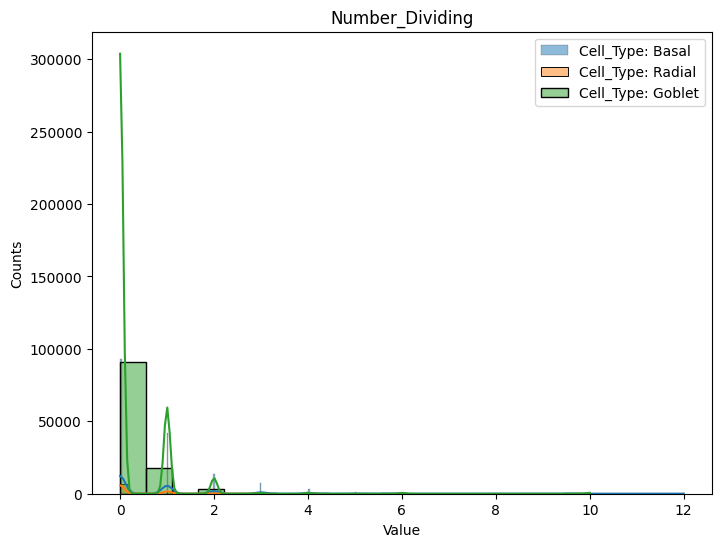 Number_Dividing
Cell_Type: Basal
Cell_Type: Radial
Cell_Type: Goblet
Counts
300000
250000
200000
150000
100000
50000
0
0 2 4 6 8 10 12
Value